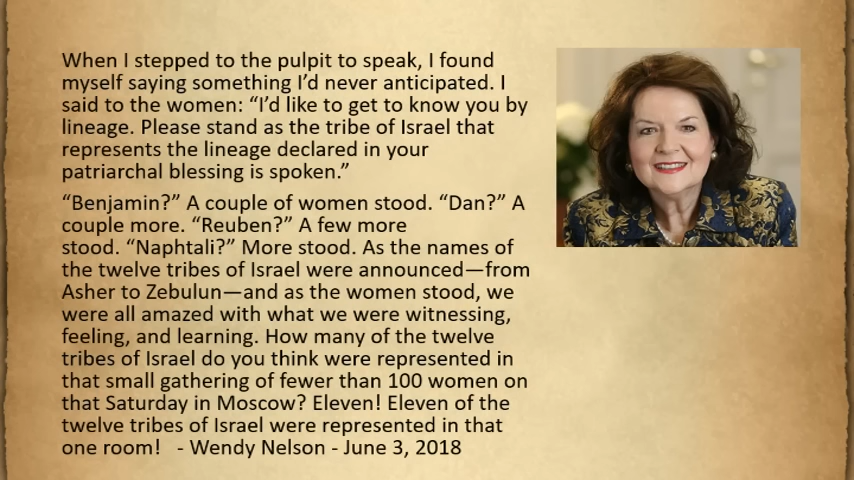 When I stepped to the pulpit to speak, I found
myself saying something I’d never anticipated. I
said to the women: “I’d like to get to know you by
lineage. Please stand as the tribe of Israel that
represents the lineage declared in your
patriarchal blessing is spoken.”
“Benjamin?” A couple of women stood. “Dan?” A
couple more. “Reuben?” A few more
stood. “Naphtali?” More stood. As the names of
the twelve tribes of Israel were announced—from
Asher to Zebulun—and as the women stood, we
were all amazed with what we were witnessing,
feeling, and learning. How many of the twelve
tribes of Israel do you think were represented in
that small gathering of fewer than 100 women on
that Saturday in Moscow? Eleven! Eleven of the
twelve tribes of Israel were represented in that
one room!   - Wendy Nelson - June 3, 2018